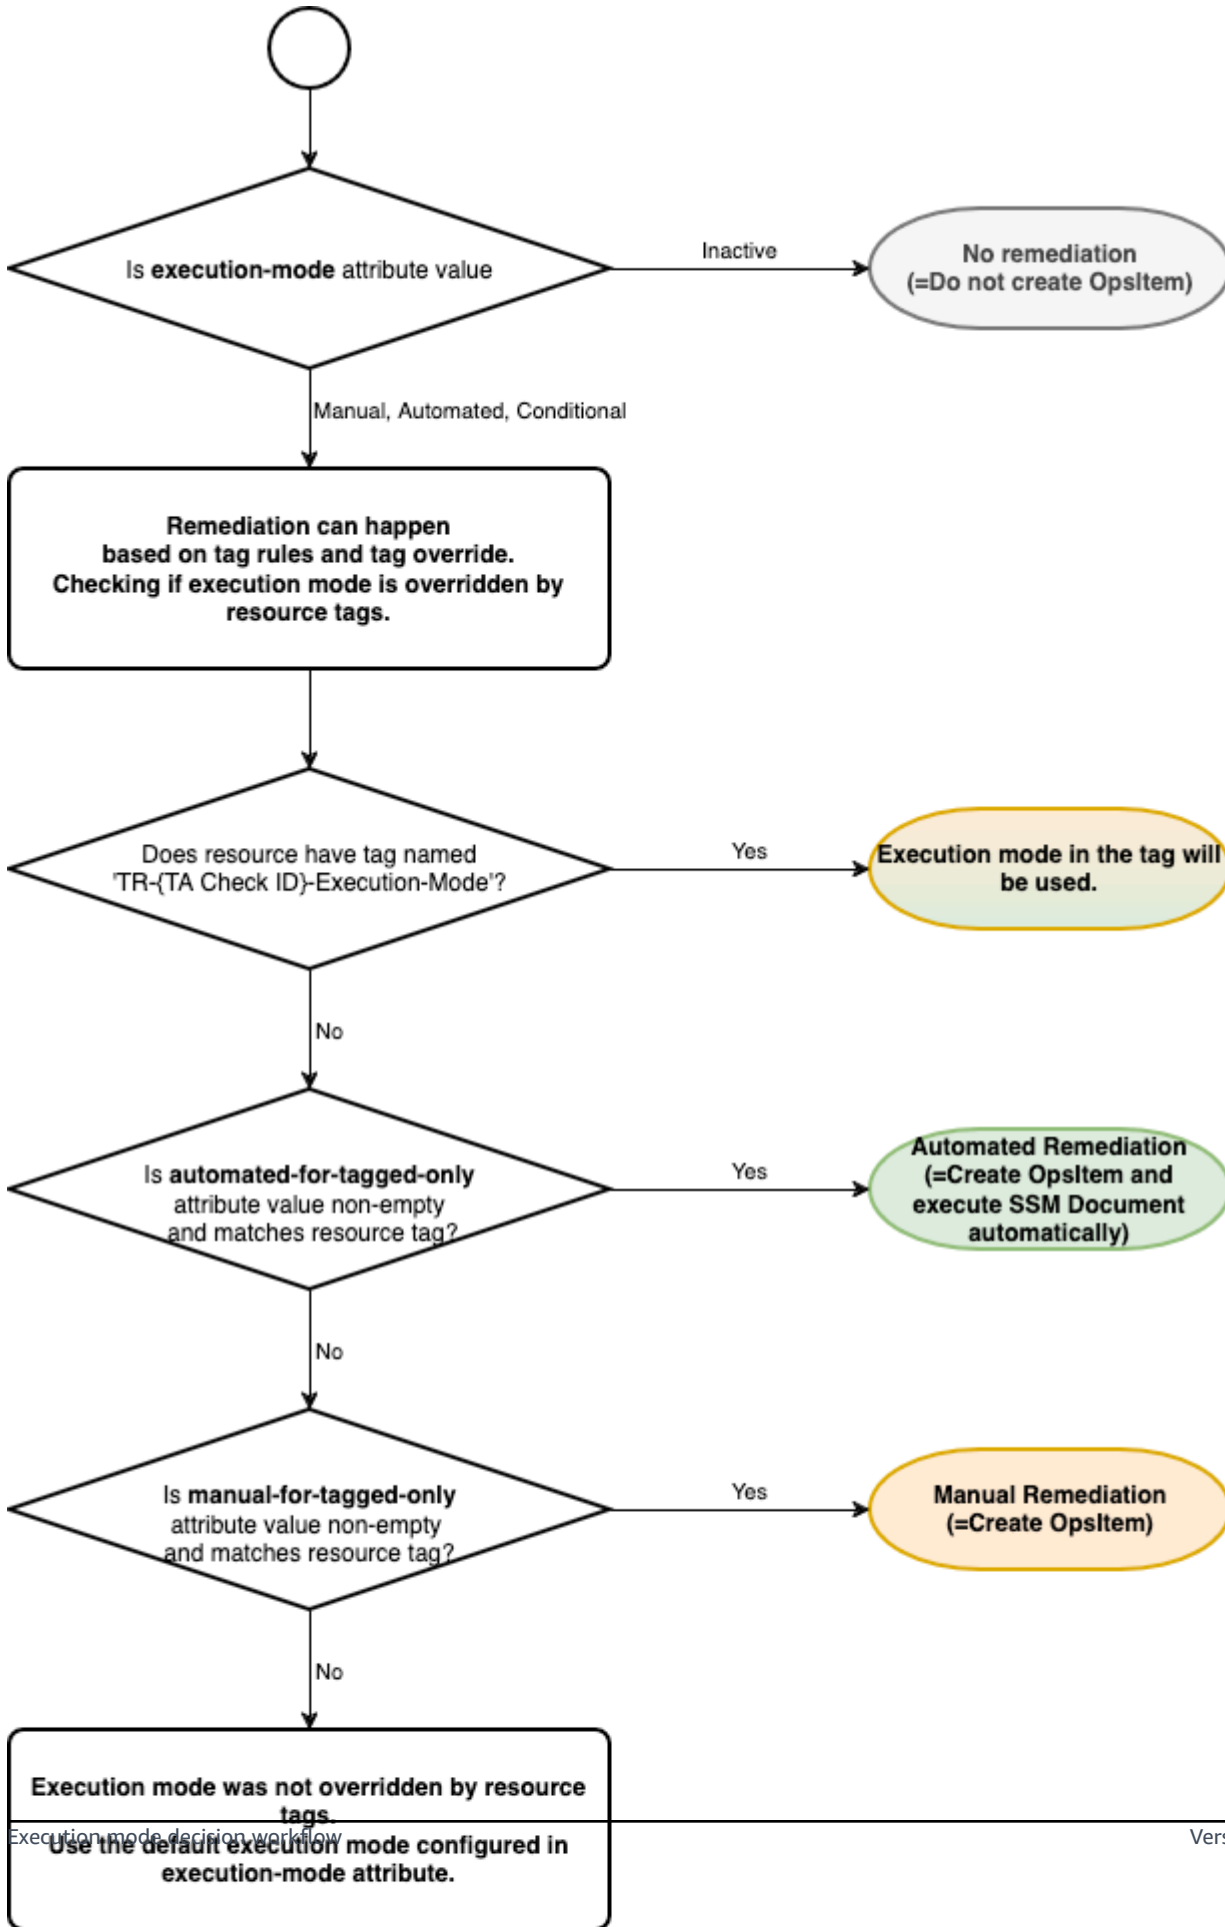 Is execution-mode attribute value
Inactive
No remediation
(=Do not create OpsItem)
Manual, Automated, Conditional
Remediation can happen
based on tag rules and tag override.
Checking if execution mode is overridden by
resource tags.
Does resource have tag named
'TR-{TA Check ID}-Execution-Mode'?
Yes
Execution mode in the tag will
be used.
No
Is automated-for-tagged-only
attribute value non-empty
and matches resource tag?
Yes
Automated Remediation
(=Create OpsItem and
execute SSM Document
automatically)
No
Is manual-for-tagged-only
attribute value non-empty
and matches resource tag?
Yes
Manual Remediation
(=Create OpsItem)
No
Execution mode was not overridden by resource
tags.
Use the default execution mode configured in
execution-mode attribute.
Execution mode decision workflow
Vers